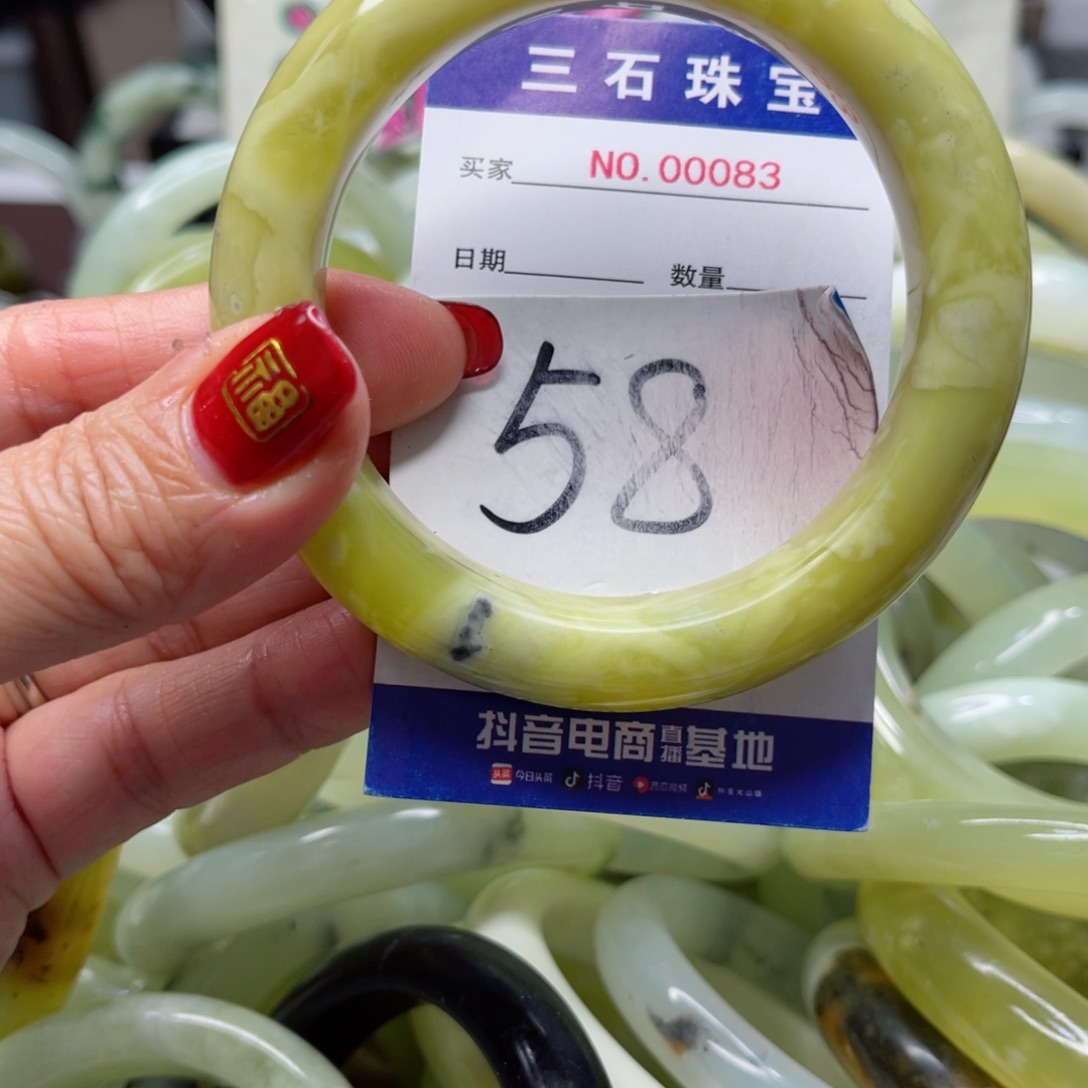 三石珠宝
买家 NO.00083
日期 数量
58
福
抖音电商直播基地
今日头条 抖音 西瓜视频